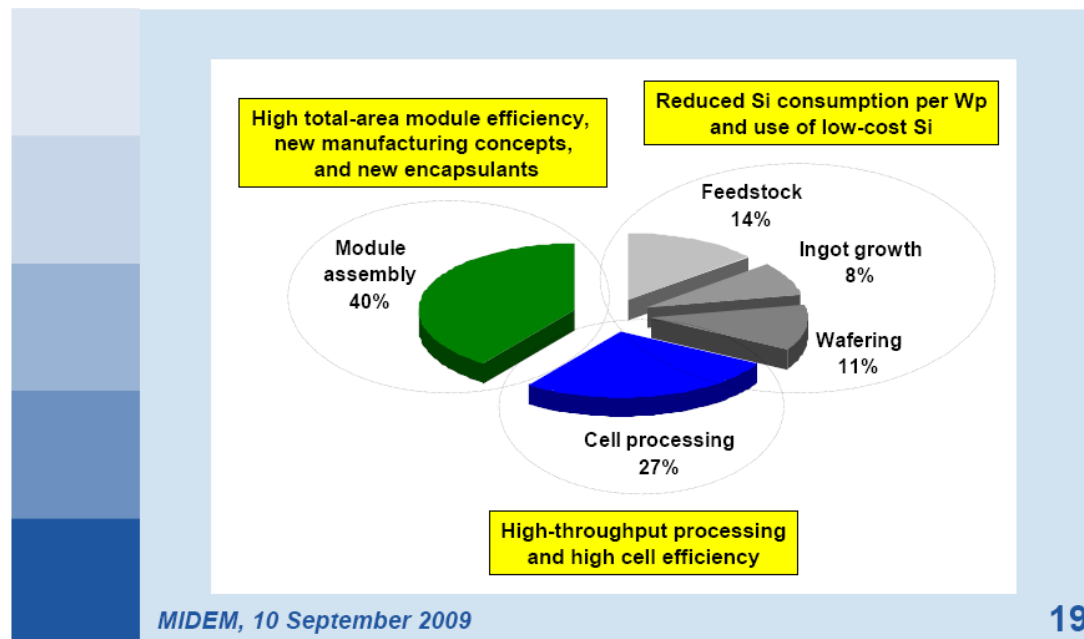 High total-area module efficiency,
new manufacturing concepts,
and new encapsulants
Reduced Si consumption per Wp
and use of low-cost Si
Feedstock
14%
Module
assembly
40%
Ingot growth
8%
Wafering
11%
Cell processing
27%
High-throughput processing
and high cell efficiency
MIDEM, 10 September 2009
19